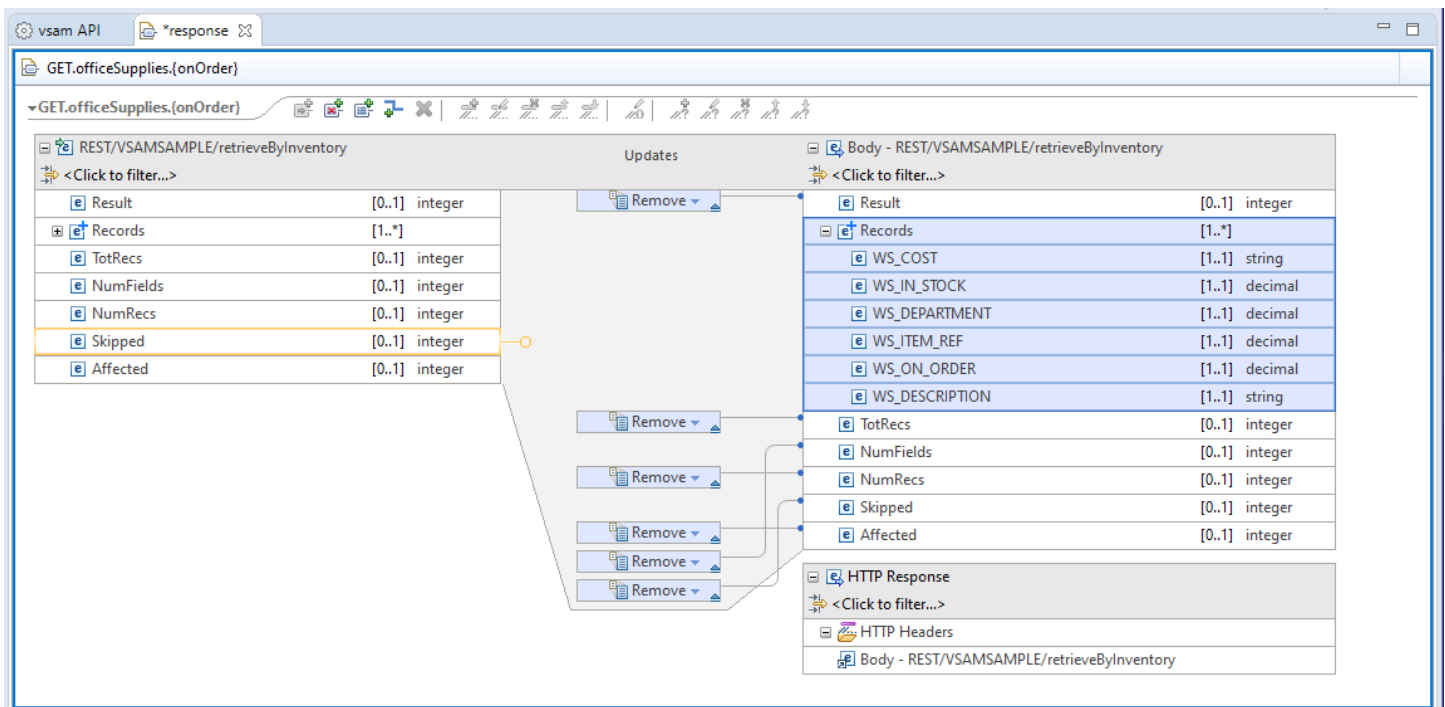 vsam API *response
GET.officeSupplies.{onOrder}
GET.officeSupplies.{onOrder}
REST/VSAMSAMPLE/retrieveByInventory Updates Body - REST/VSAMSAMPLE/retrieveByInventory
<Click to filter...> <Click to filter...>
Result [0..1] integer Remove Result [0..1] integer
Records [1..*] Records [1..*]
TotRecs [0..1] integer WS_COST [1..1] string
NumFields [0..1] integer WS_IN_STOCK [1..1] decimal
NumRecs [0..1] integer WS_DEPARTMENT [1..1] decimal
Skipped [0..1] integer WS_ITEM_REF [1..1] decimal
Affected [0..1] integer WS_ON_ORDER [1..1] decimal
WS_DESCRIPTION [1..1] string
Remove TotRecs [0..1] integer
NumFields [0..1] integer
Remove NumRecs [0..1] integer
Skipped [0..1] integer
Remove Affected [0..1] integer
Remove
Remove HTTP Response
<Click to filter...>
HTTP Headers
Body - REST/VSAMSAMPLE/retrieveByInventory